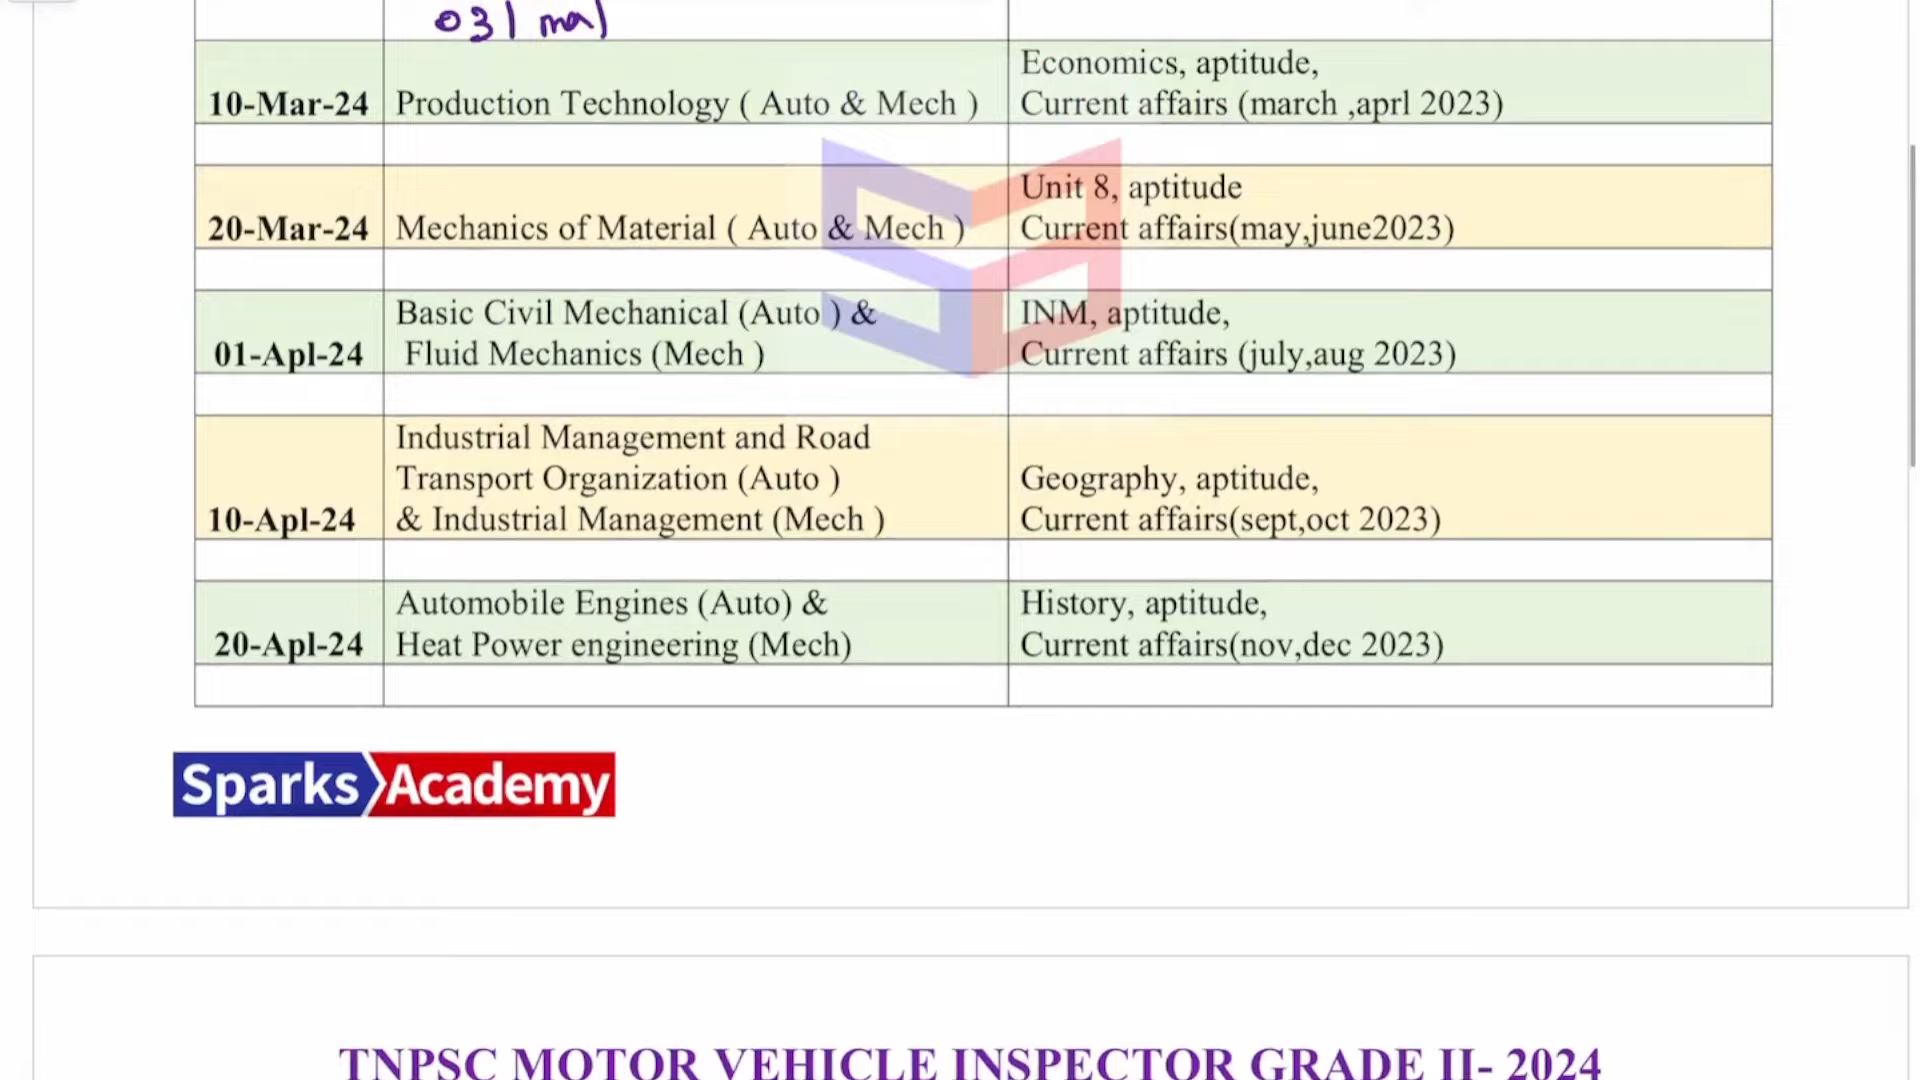 031 mar
Economics, aptitude,
10-Mar-24 Production Technology ( Auto & Mech ) Current affairs (march ,aprl 2023)
Unit 8, aptitude
20-Mar-24 Mechanics of Material ( Auto & Mech ) Current affairs(may,june2023)
Basic Civil Mechanical (Auto ) & INM, aptitude,
01-Apl-24 Fluid Mechanics (Mech ) Current affairs (july,aug 2023)
Industrial Management and Road
Transport Organization (Auto ) Geography, aptitude,
10-Apl-24 & Industrial Management (Mech ) Current affairs(sept,oct 2023)
Automobile Engines (Auto) & History, aptitude,
20-Apl-24 Heat Power engineering (Mech) Current affairs(nov,dec 2023)
Sparks Academy
TNPSC MOTOR VEHICLE INSPECTOR GRADE II- 2024